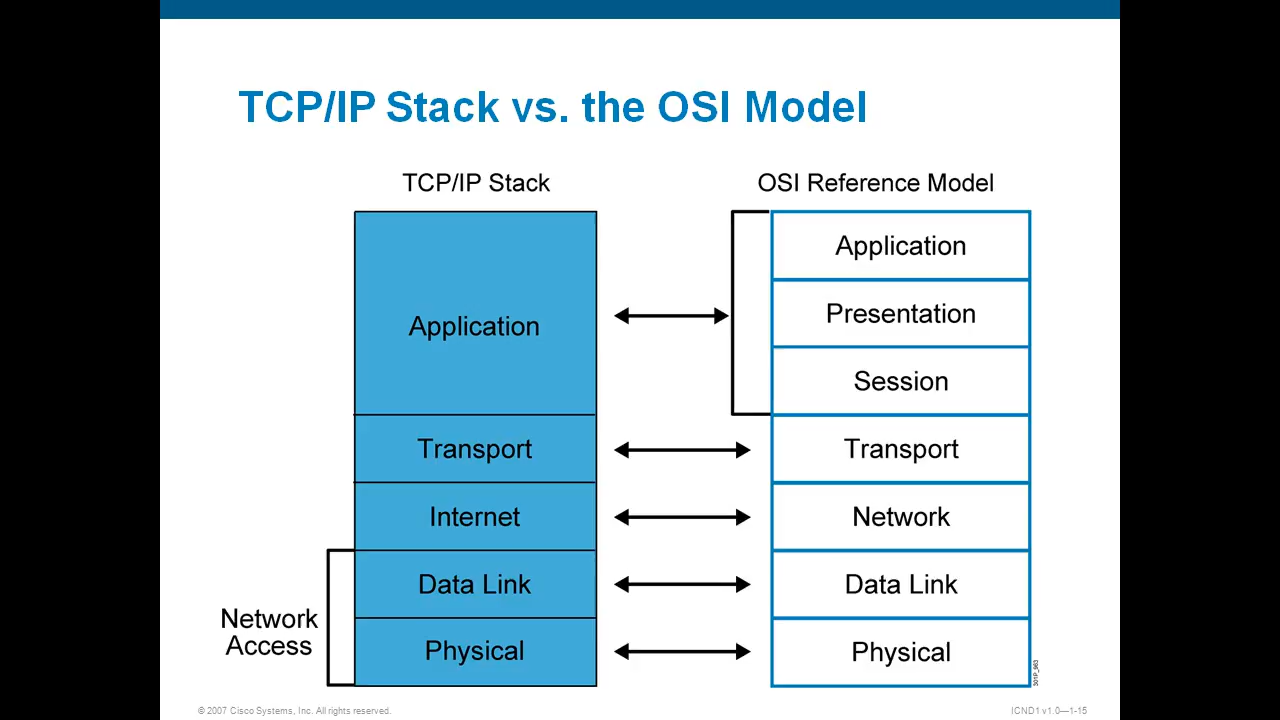 TCP/IP Stack vs. the OSI Model
TCP/IP Stack
OSI Reference Model
Application
Transport
Internet
Data Link
Physical
Network
Access
Application
Presentation
Session
Transport
Network
Data Link
Physical
301P_963
© 2007 Cisco Systems, Inc. All rights reserved.
ICND1 v1.0—1-15